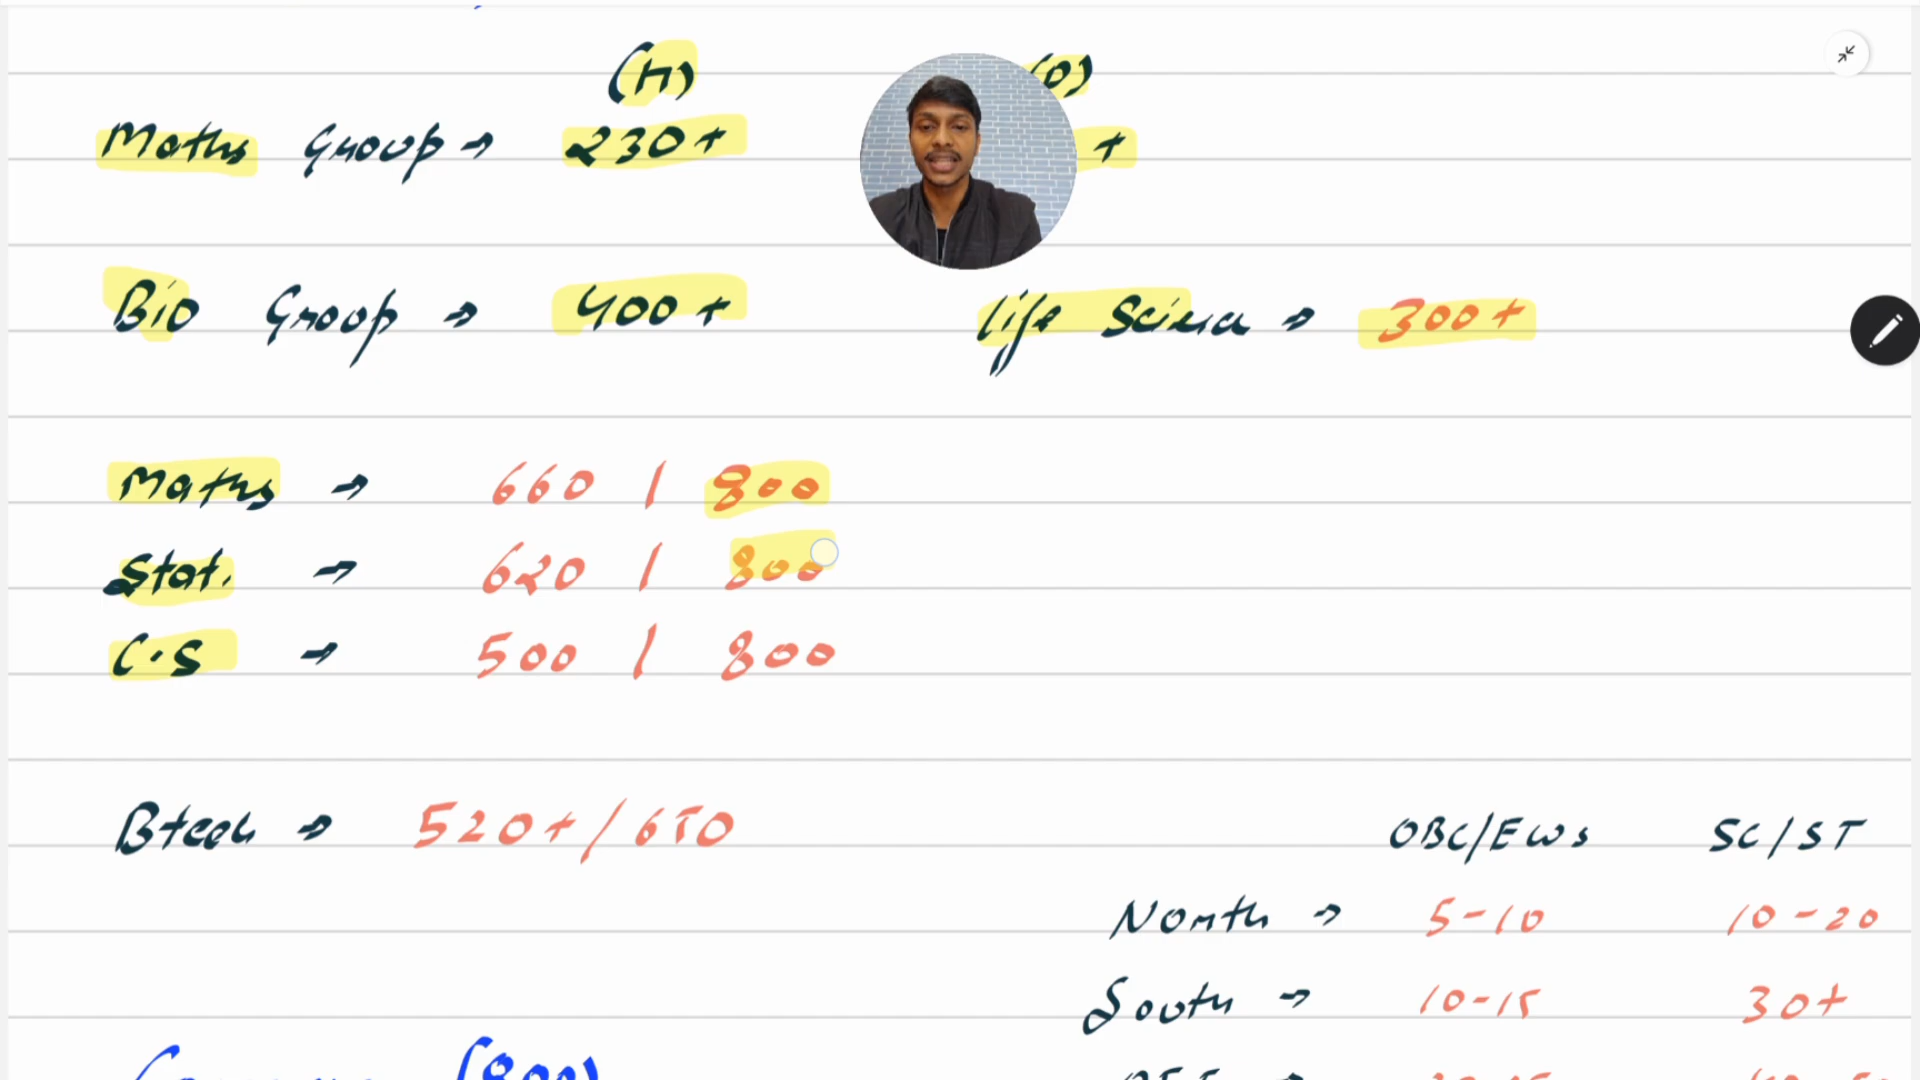 (H) (O)
Maths Group → 230+ +
Bio Group → 400+ Life Science → 300+
Maths → 660 / 800
Stat. → 620 / 800
C.S → 500 / 800
Btech → 520+ / 650
OBC/EWS SC/ST
North → 5-10 10-20
South → 10-15 30+
(800)